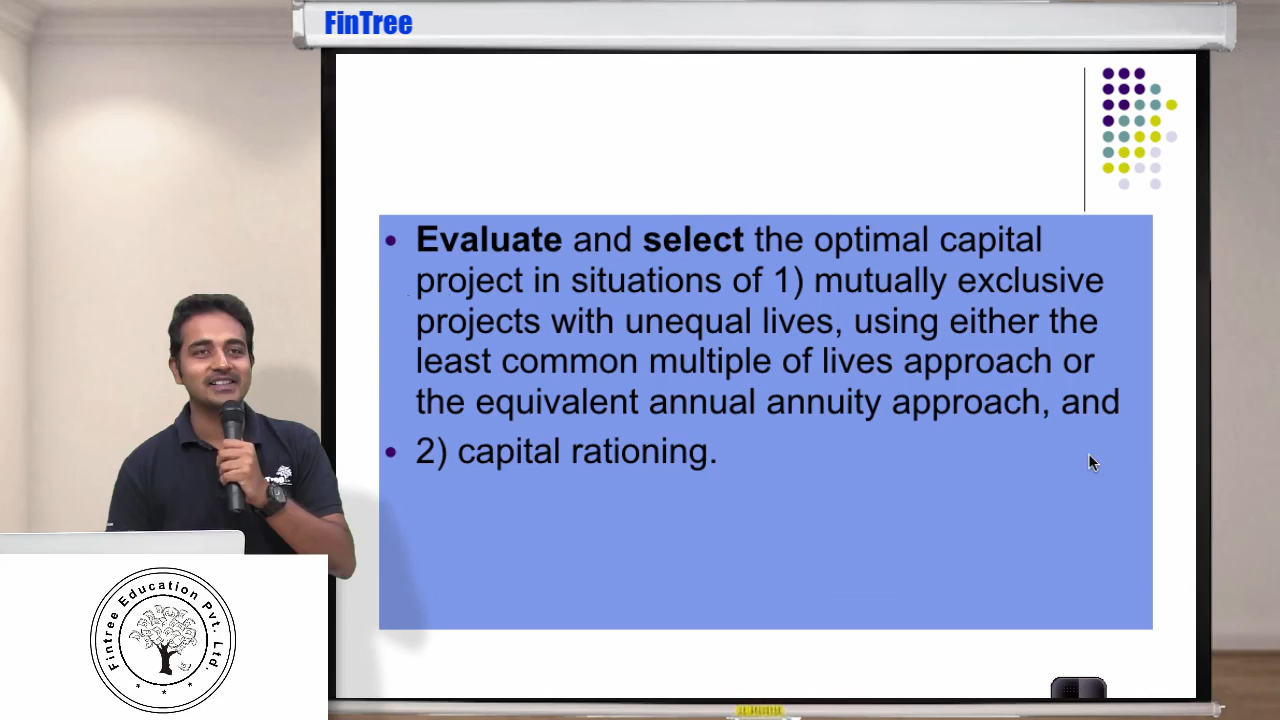 FinTree
• Evaluate and select the optimal capital
project in situations of 1) mutually exclusive
projects with unequal lives, using either the
least common multiple of lives approach or
the equivalent annual annuity approach, and
• 2) capital rationing.
Fintree Education Pvt. Ltd.